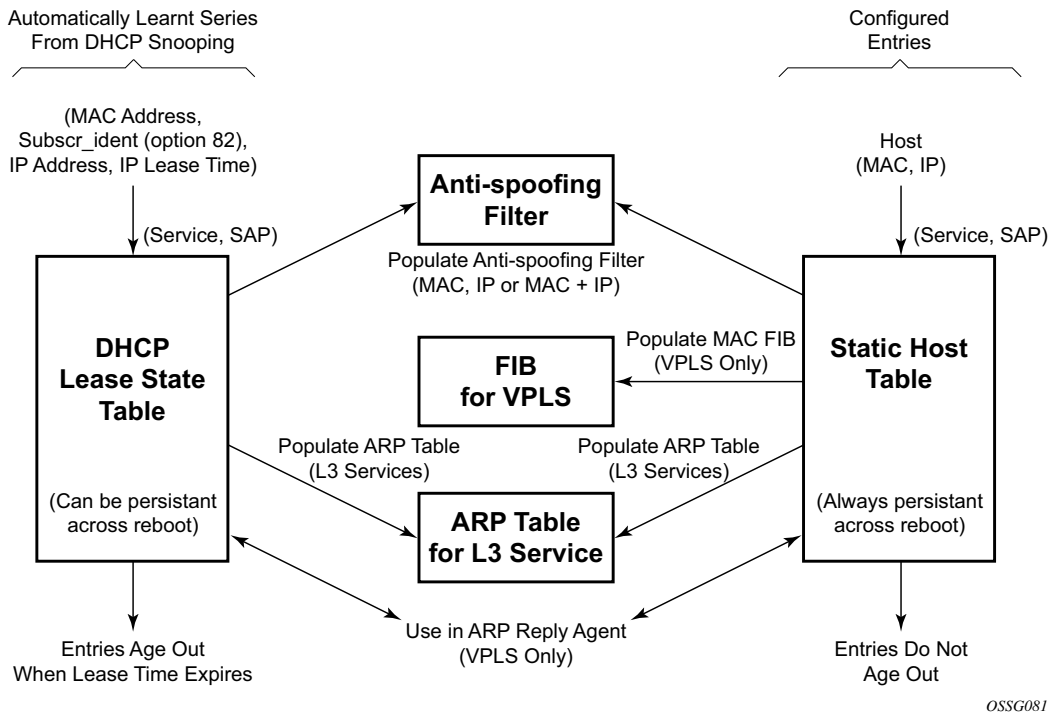 Automatically Learnt Series
From DHCP Snooping
Configured
Entries
(MAC Address,
Subscr_ident (option 82),
IP Address, IP Lease Time)
Host
(MAC, IP)
(Service, SAP)
(Service, SAP)
Anti-spoofing
Filter
Populate Anti-spoofing Filter
(MAC, IP or MAC + IP)
DHCP
Lease State
Table
(Can be persistant
across reboot)
Populate MAC FIB
(VPLS Only)
FIB
for VPLS
Static Host
Table
(Always persistant
across reboot)
Populate ARP Table
(L3 Services)
Populate ARP Table
(L3 Services)
ARP Table
for L3 Service
Use in ARP Reply Agent
(VPLS Only)
Entries Age Out
When Lease Time Expires
Entries Do Not
Age Out
OSSG081